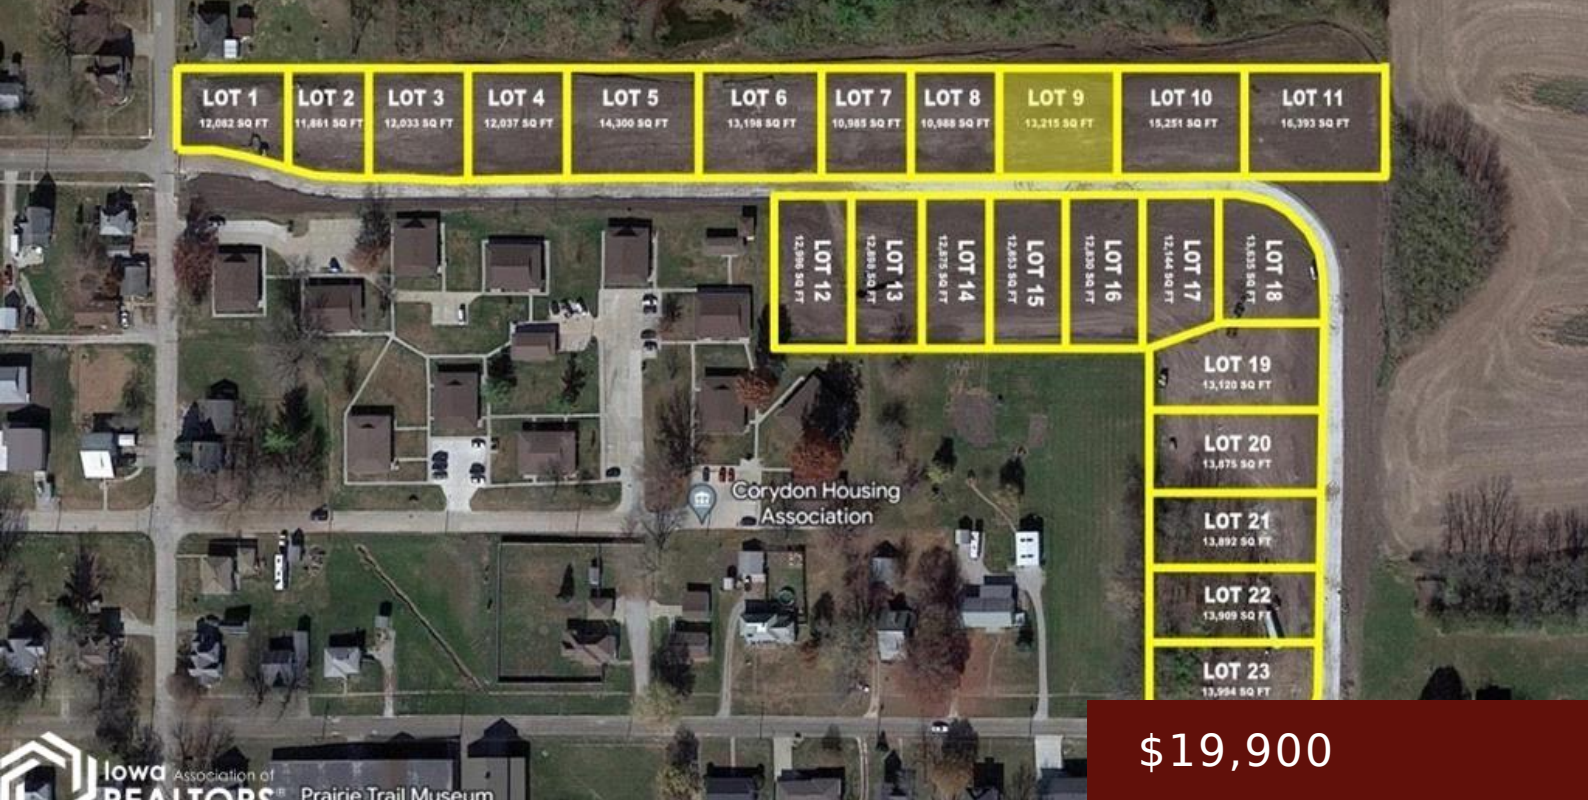 LOT 1
12,082 SQ FT
LOT 2
11,861 SQ FT
LOT 3
12,033 SQ FT
LOT 4
12,037 SQ FT
LOT 5
14,300 SQ FT
LOT 6
13,198 SQ FT
LOT 7
10,985 SQ FT
LOT 8
10,988 SQ FT
LOT 9
13,215 SQ FT
LOT 10
15,251 SQ FT
LOT 11
16,393 SQ FT
LOT 12
12,996 SQ FT
LOT 13
12,898 SQ FT
LOT 14
12,875 SQ FT
LOT 15
12,853 SQ FT
LOT 16
12,830 SQ FT
LOT 17
12,144 SQ FT
LOT 18
13,635 SQ FT
LOT 19
13,120 SQ FT
LOT 20
13,875 SQ FT
LOT 21
13,892 SQ FT
LOT 22
13,909 SQ FT
LOT 23
13,994 SQ FT
Corydon Housing
Association
$19,900
Iowa Association of
REALTORS®
Prairie Trail Museum